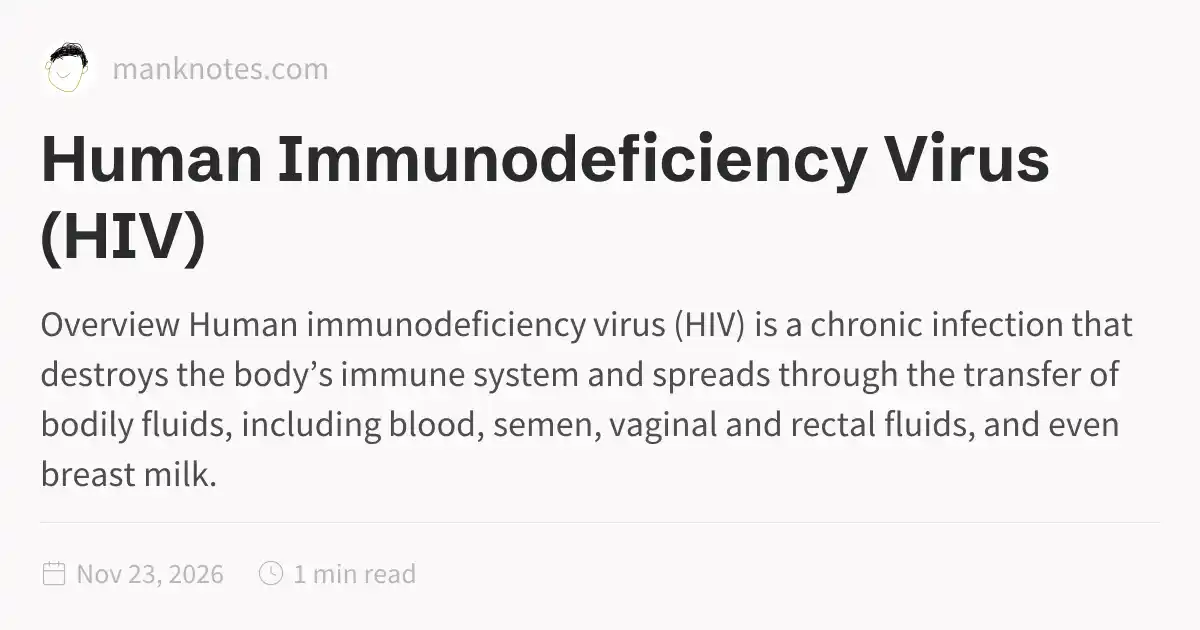 manknotes.com
Human Immunodeficiency Virus
(HIV)
Overview Human immunodeficiency virus (HIV) is a chronic infection that
destroys the body’s immune system and spreads through the transfer of
bodily fluids, including blood, semen, vaginal and rectal fluids, and even
breast milk.
Nov 23, 2026 1 min read